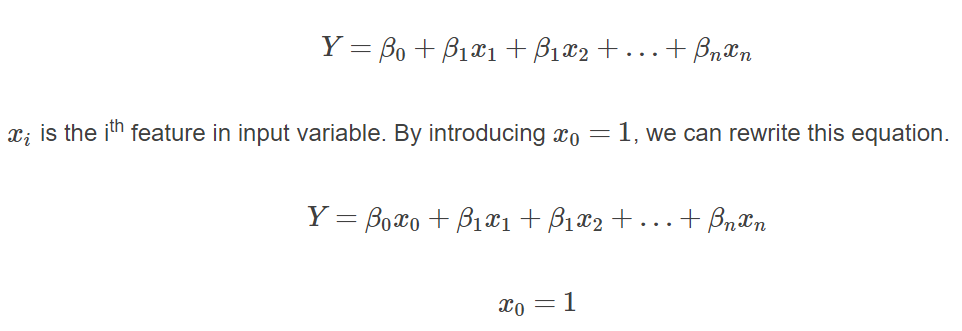 Y = β₀ + β₁x₁ + β₁x₂ + … + βₙxₙ
xᵢ is the iᵗʰ feature in input variable. By introducing x₀ = 1, we can rewrite this equation.
Y = β₀x₀ + β₁x₁ + β₁x₂ + … + βₙxₙ
x₀ = 1